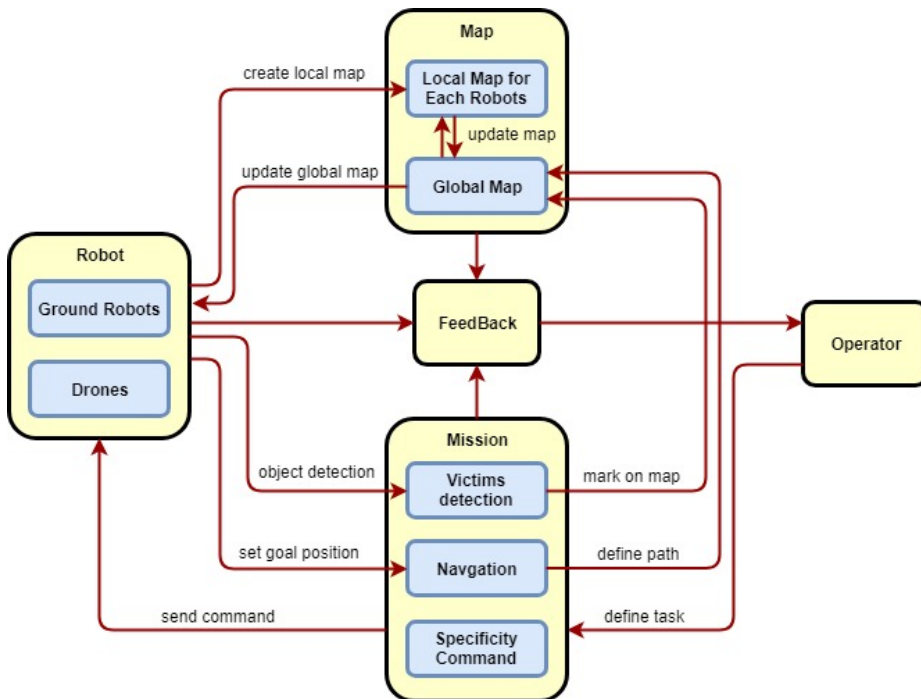 Map
create local map
Local Map for
Each Robots
update map
update global map
Global Map
Robot
Ground Robots
FeedBack
Operator
Drones
Mission
object detection
Victims
detection
mark on map
set goal position
Navgation
define path
send command
define task
Specificity
Command